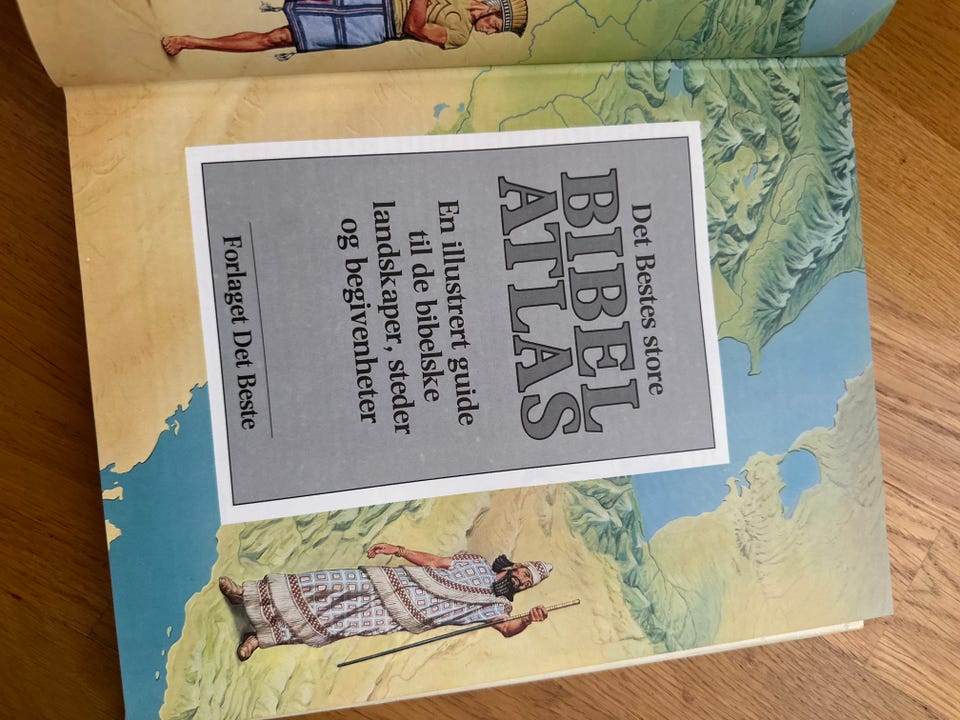 Det Bestes store
BIBEL
ATLAS
En illustrert guide
til de bibelske
landskaper, steder
og begivenheter
Forlaget Det Beste